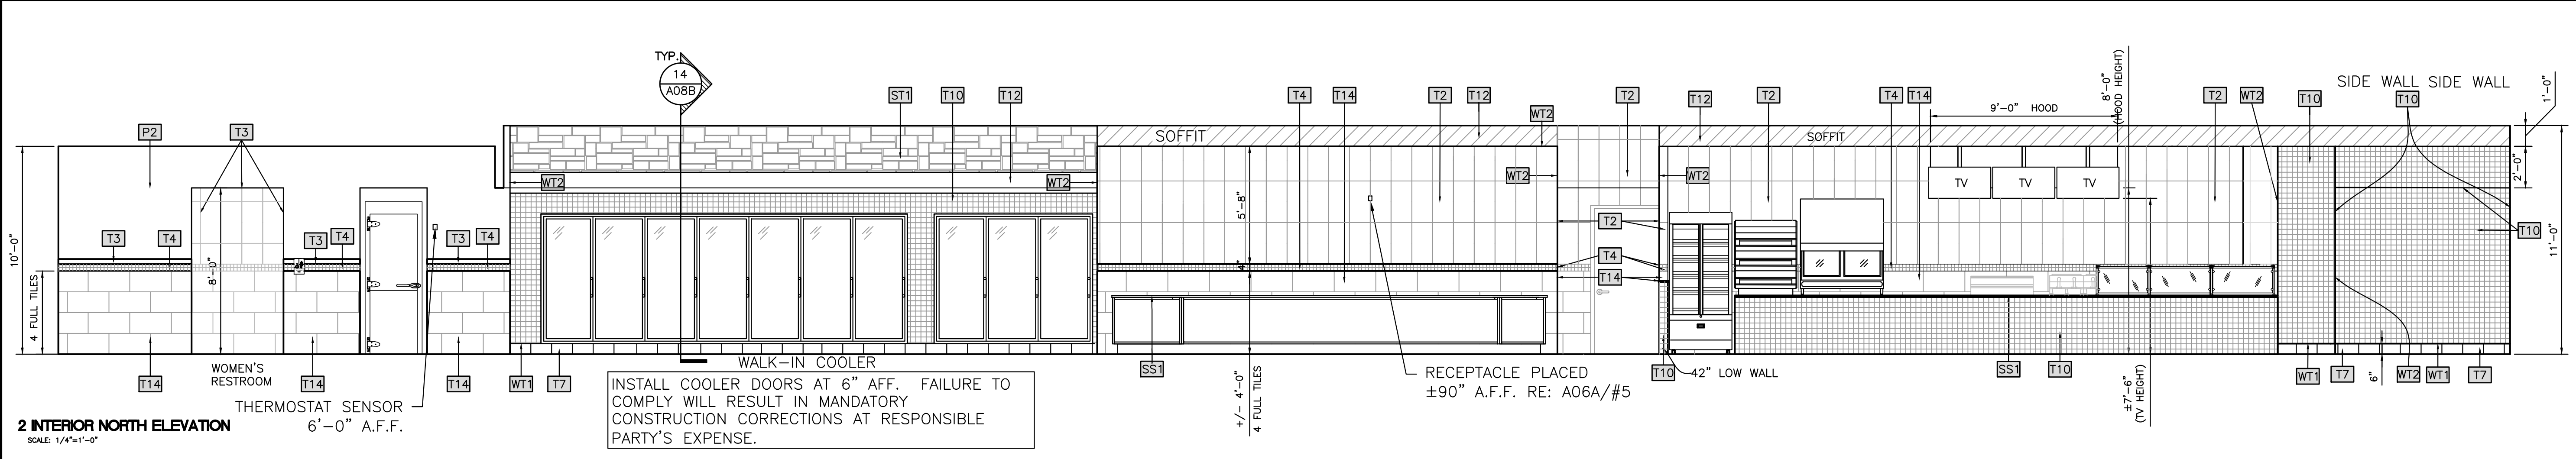 TYP.
14
A08B
SIDE WALL SIDE WALL
ST1
T10
T12
T4
T14
T2
T12
WT2
T2
T12
T2
T4
T14
9'-0" HOOD
8'-0"
(HOOD HEIGHT)
T2
WT2
T10
T10
1'-0"
P2
T3
SOFFIT
SOFFIT
10'-0"
WT2
WT2
WT2
WT2
TV
TV
TV
2'-0"
5'-8"
T2
T3
T4
T3
T4
T3
T4
T10
11'-0"
8'-0"
4"
T4
T14
4 FULL TILES
WOMEN'S
RESTROOM
T14
T14
T14
WT1
T7
WALK-IN COOLER
SS1
T10
42" LOW WALL
SS1
T10
WT1
T7
6"
WT2
WT1
T7
INSTALL COOLER DOORS AT 6" AFF. FAILURE TO
COMPLY WILL RESULT IN MANDATORY
CONSTRUCTION CORRECTIONS AT RESPONSIBLE
PARTY'S EXPENSE.
+/- 4'-0"
4 FULL TILES
RECEPTACLE PLACED
±90" A.F.F. RE: A06A/#5
±7'-6"
(TV HEIGHT)
THERMOSTAT SENSOR
6'-0" A.F.F.
2 INTERIOR NORTH ELEVATION
SCALE: 1/4"=1'-0"